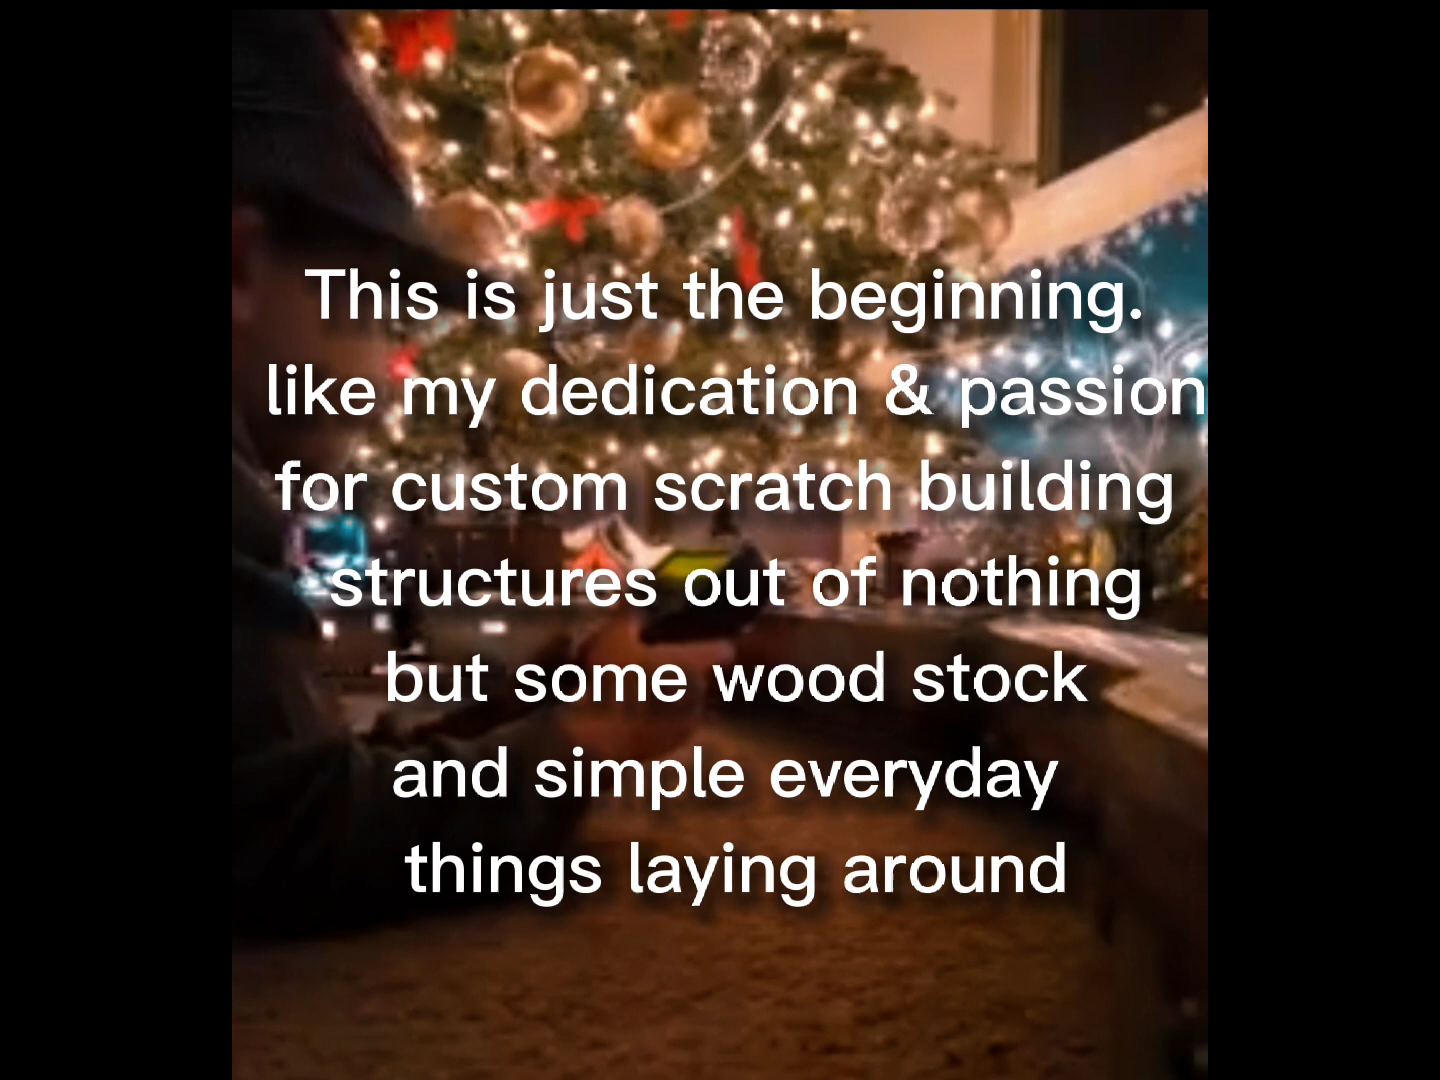 This is just the beginning.
like my dedication & passion
for custom scratch building
structures out of nothing
but some wood stock
and simple everyday
things laying around